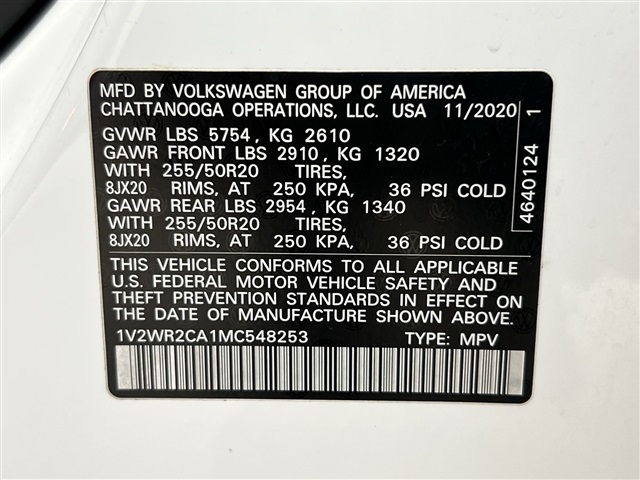 MFD BY VOLKSWAGEN GROUP OF AMERICA
CHATTANOOGA OPERATIONS, LLC. USA 11/2020
GVWR LBS 5754, KG 2610
GAWR FRONT LBS 2910, KG 1320
WITH 255/50R20 TIRES,
8JX20 RIMS, AT 250 KPA, 36 PSI COLD
GAWR REAR LBS 2954, KG 1340
WITH 255/50R20 TIRES,
8JX20 RIMS, AT 250 KPA, 36 PSI COLD
THIS VEHICLE CONFORMS TO ALL APPLICABLE
U.S. FEDERAL MOTOR VEHICLE SAFETY AND
THEFT PREVENTION STANDARDS IN EFFECT
ON THE DATE OF MANUFACTURE SHOWN ABOVE.
1V2WR2CA1MC548253 TYPE: MPV
4640124 1